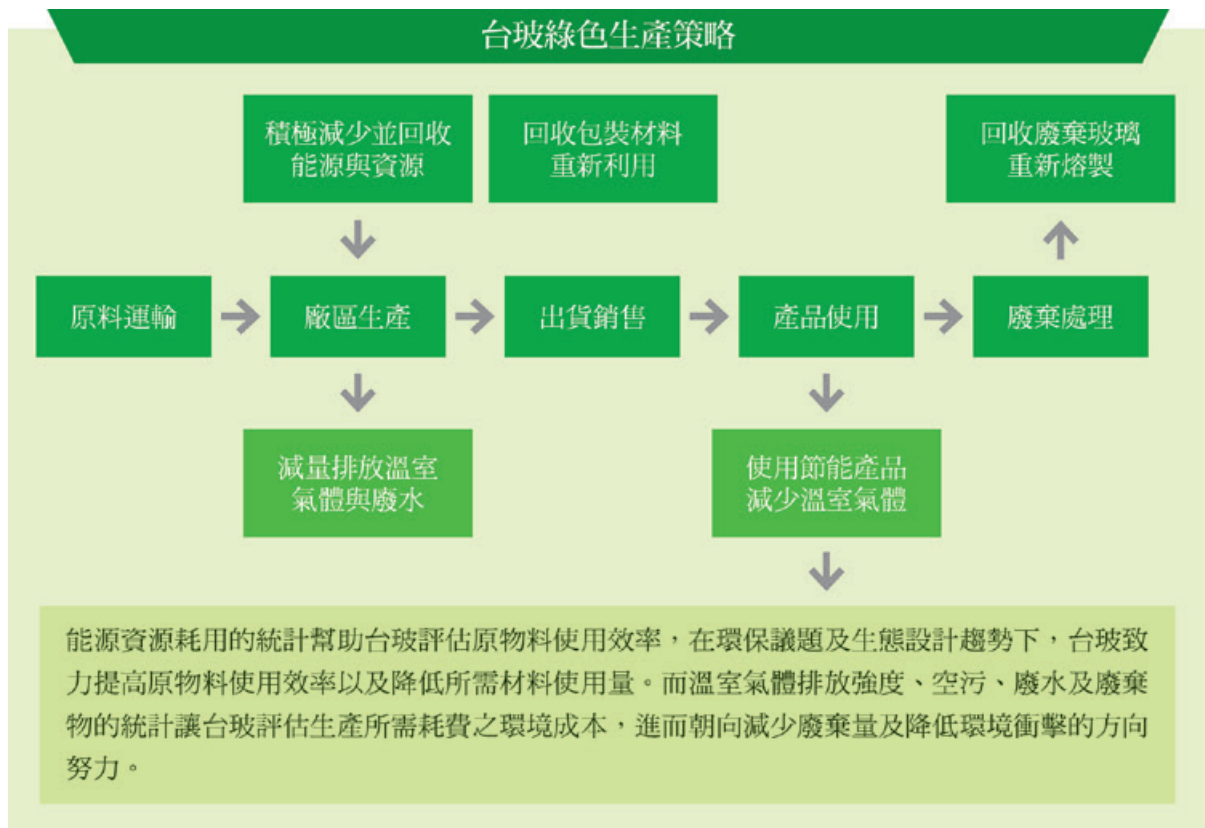 台玻綠色生產策略
積極減少並回收
能源與資源
回收包裝材料
重新利用
回收廢棄玻璃
重新熔製
原料運輸
廠區生產
出貨銷售
產品使用
廢棄處理
減量排放溫室
氣體與廢水
使用節能產品
減少溫室氣體
能源資源耗用的統計幫助台玻評估原物料使用效率，在環保議題及生態設計趨勢下，台玻致
力提高原物料使用效率以及降低所需材料使用量。而溫室氣體排放強度、空污、廢水及廢棄
物的統計讓台玻評估生產所需耗費之環境成本，進而朝向減少廢棄量及降低環境衝擊的方向
努力。